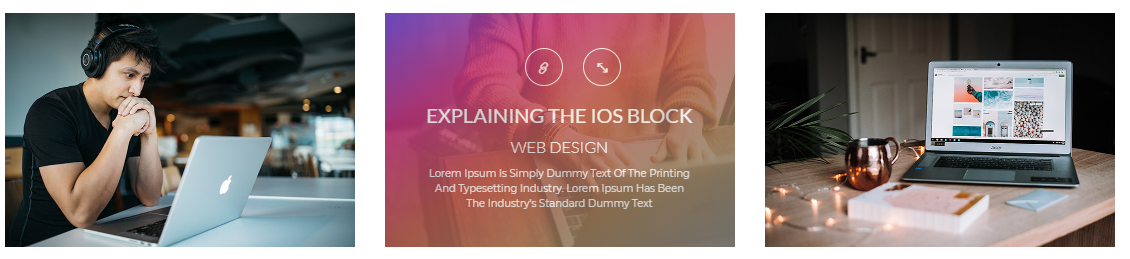 EXPLAINING THE IOS BLOCK
WEB DESIGN
Lorem Ipsum Is Simply Dummy Text Of The Printing
And Typesetting Industry. Lorem Ipsum Has Been
The Industry's Standard Dummy Text
acer